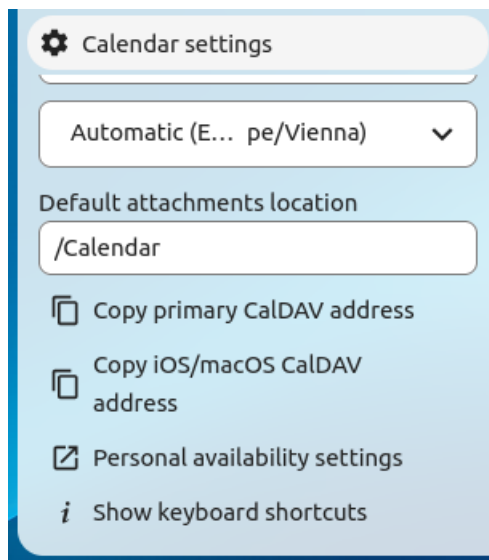 Calendar settings
Automatic (E... pe/Vienna)
Default attachments location
/Calendar
Copy primary CalDAV address
Copy iOS/macOS CalDAV
address
Personal availability settings
Show keyboard shortcuts